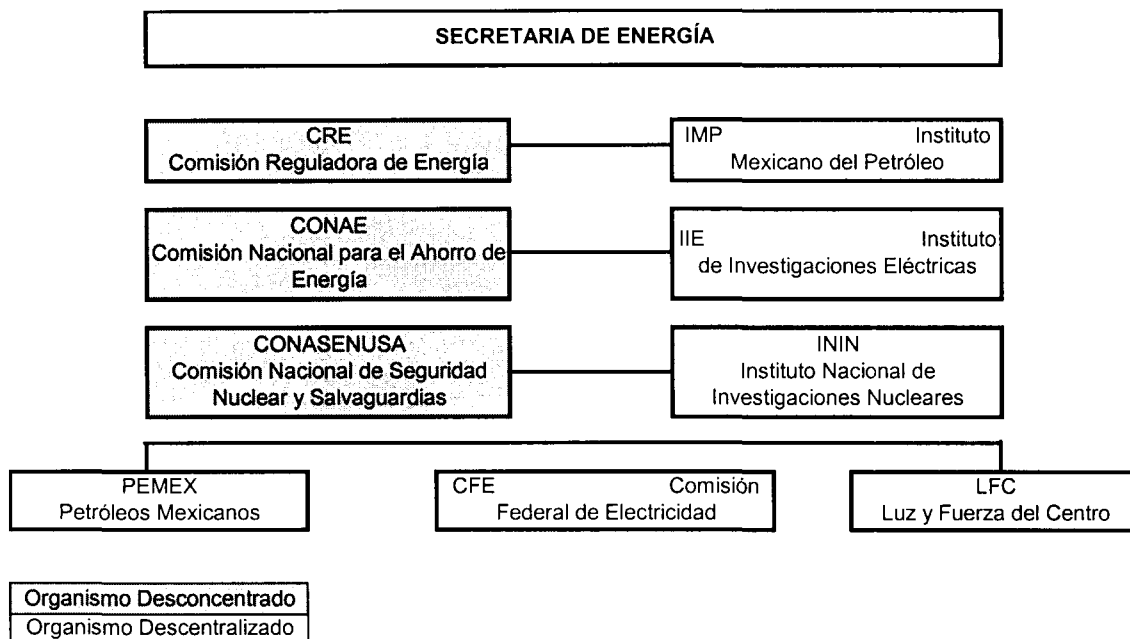 SECRETARIA DE ENERGÍA
CRE
Comisión Reguladora de Energía
IMP Instituto
Mexicano del Petróleo
CONAE
Comisión Nacional para el Ahorro de
Energía
IIE Instituto
de Investigaciones Eléctricas
CONASENUSA
Comisión Nacional de Seguridad
Nuclear y Salvaguardias
ININ
Instituto Nacional de
Investigaciones Nucleares
PEMEX
Petróleos Mexicanos
CFE Comisión
Federal de Electricidad
LFC
Luz y Fuerza del Centro
Organismo Desconcentrado
Organismo Descentralizado